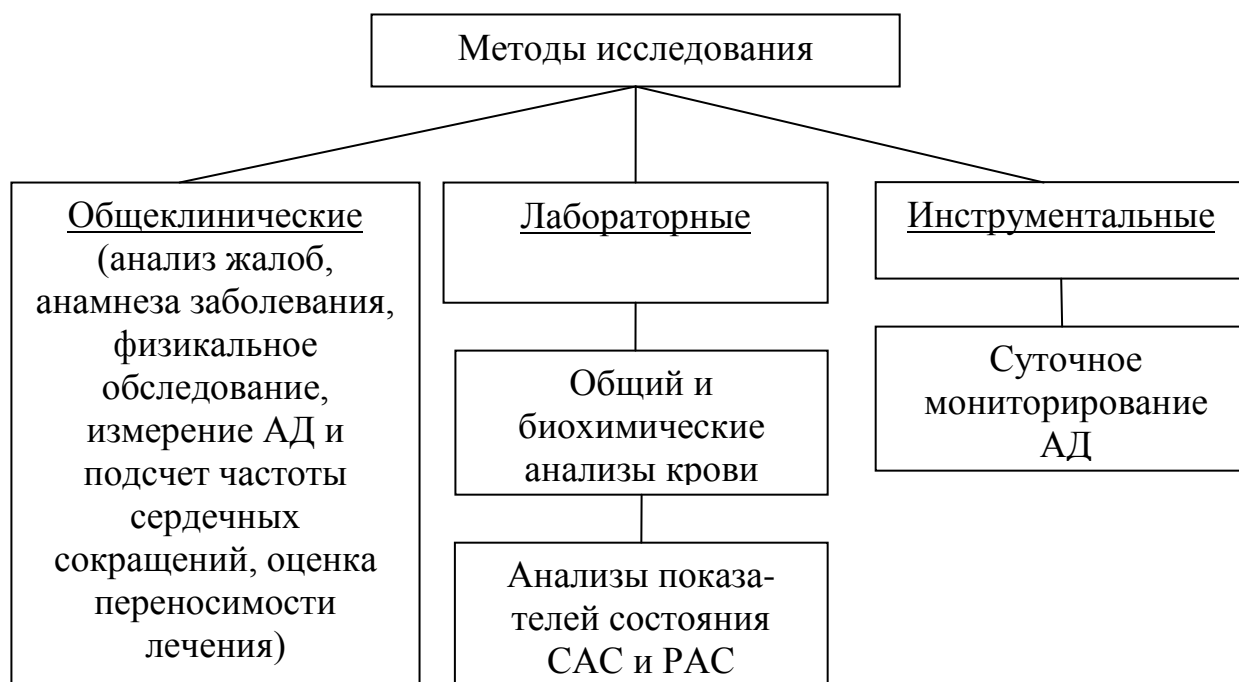 Методы исследования
Общеклинические
(анализ жалоб,
анамнеза заболевания,
физикальное
обследование,
измерение АД и
подсчет частоты
сердечных
сокращений, оценка
переносимости
лечения)
Лабораторные
Общий и
биохимические
анализы крови
Анализы показа-
телей состояния
САС и РАС
Инструментальные
Суточное
мониторирование
АД